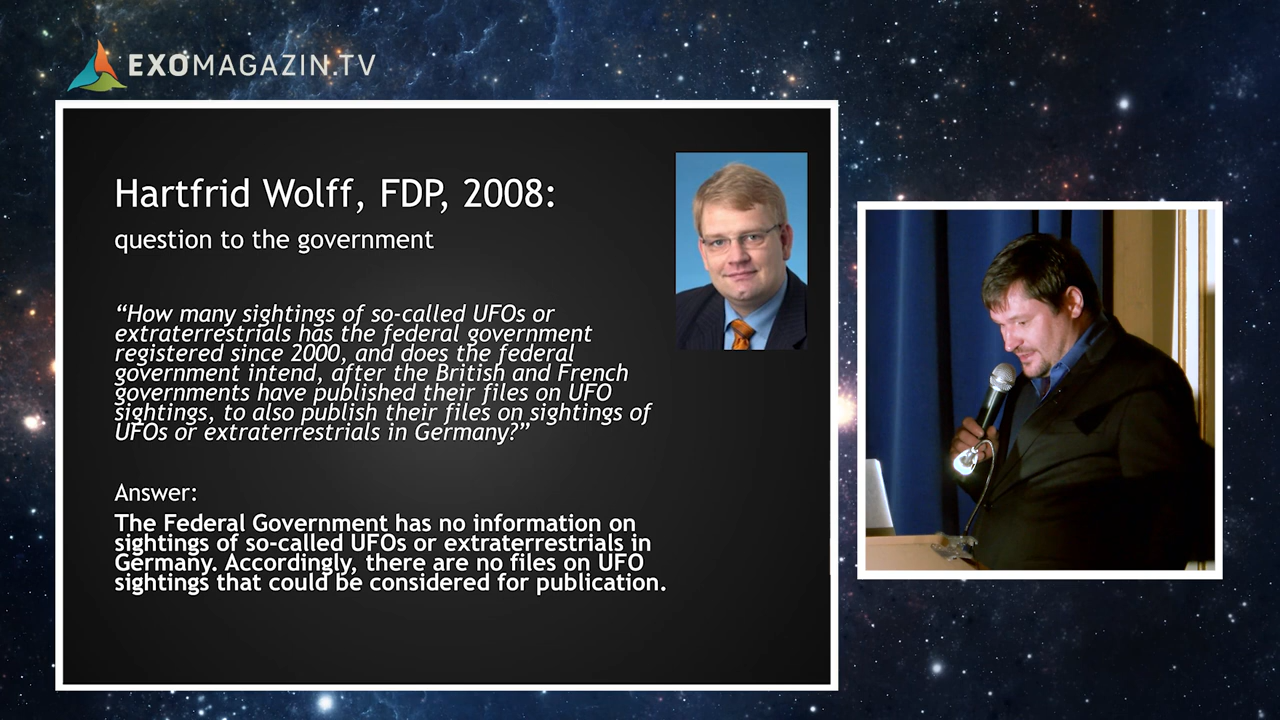 EXOMAGAZIN.TV
Hartfrid Wolff, FDP, 2008:
question to the government
“How many sightings of so-called UFOs or
extraterrestrials has the federal government
registered since 2000, and does the federal
government intend, after the British and French
governments have published their files on UFO
sightings, to also publish their files on sightings of
UFOs or extraterrestrials in Germany?”
Answer:
The Federal Government has no information on
sightings of so-called UFOs or extraterrestrials in
Germany. Accordingly, there are no files on UFO
sightings that could be considered for publication.